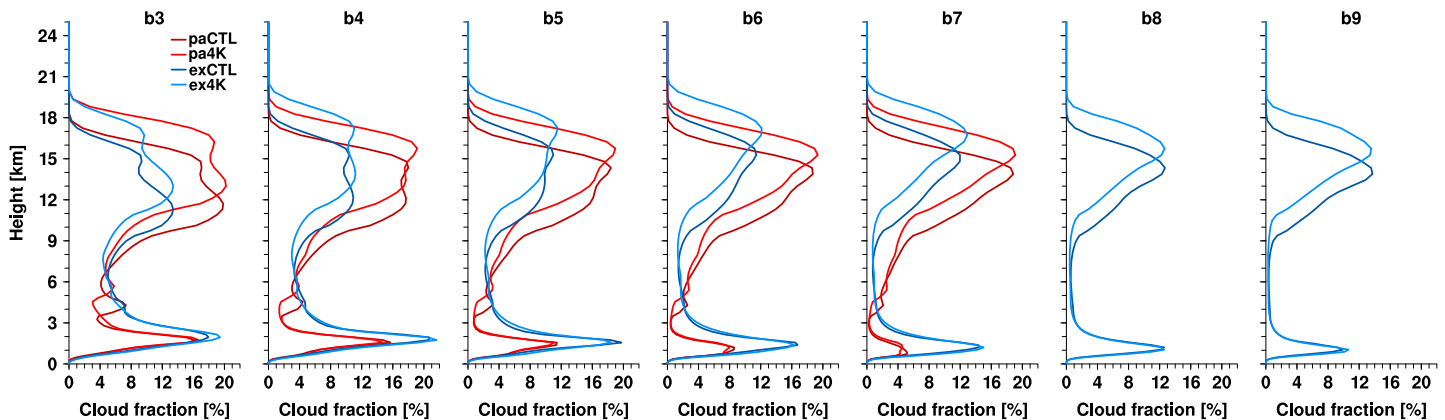 b3 b4 b5 b6 b7 b8 b9
24
21
18
15
12
9
6
3
0
Height [km]
paCTL
pa4K
exCTL
ex4K
0 4 8 12 16 20 0 4 8 12 16 20 0 4 8 12 16 20 0 4 8 12 16 20 0 4 8 12 16 20 0 4 8 12 16 20 0 4 8 12 16 20
Cloud fraction [%] Cloud fraction [%] Cloud fraction [%] Cloud fraction [%] Cloud fraction [%] Cloud fraction [%] Cloud fraction [%]